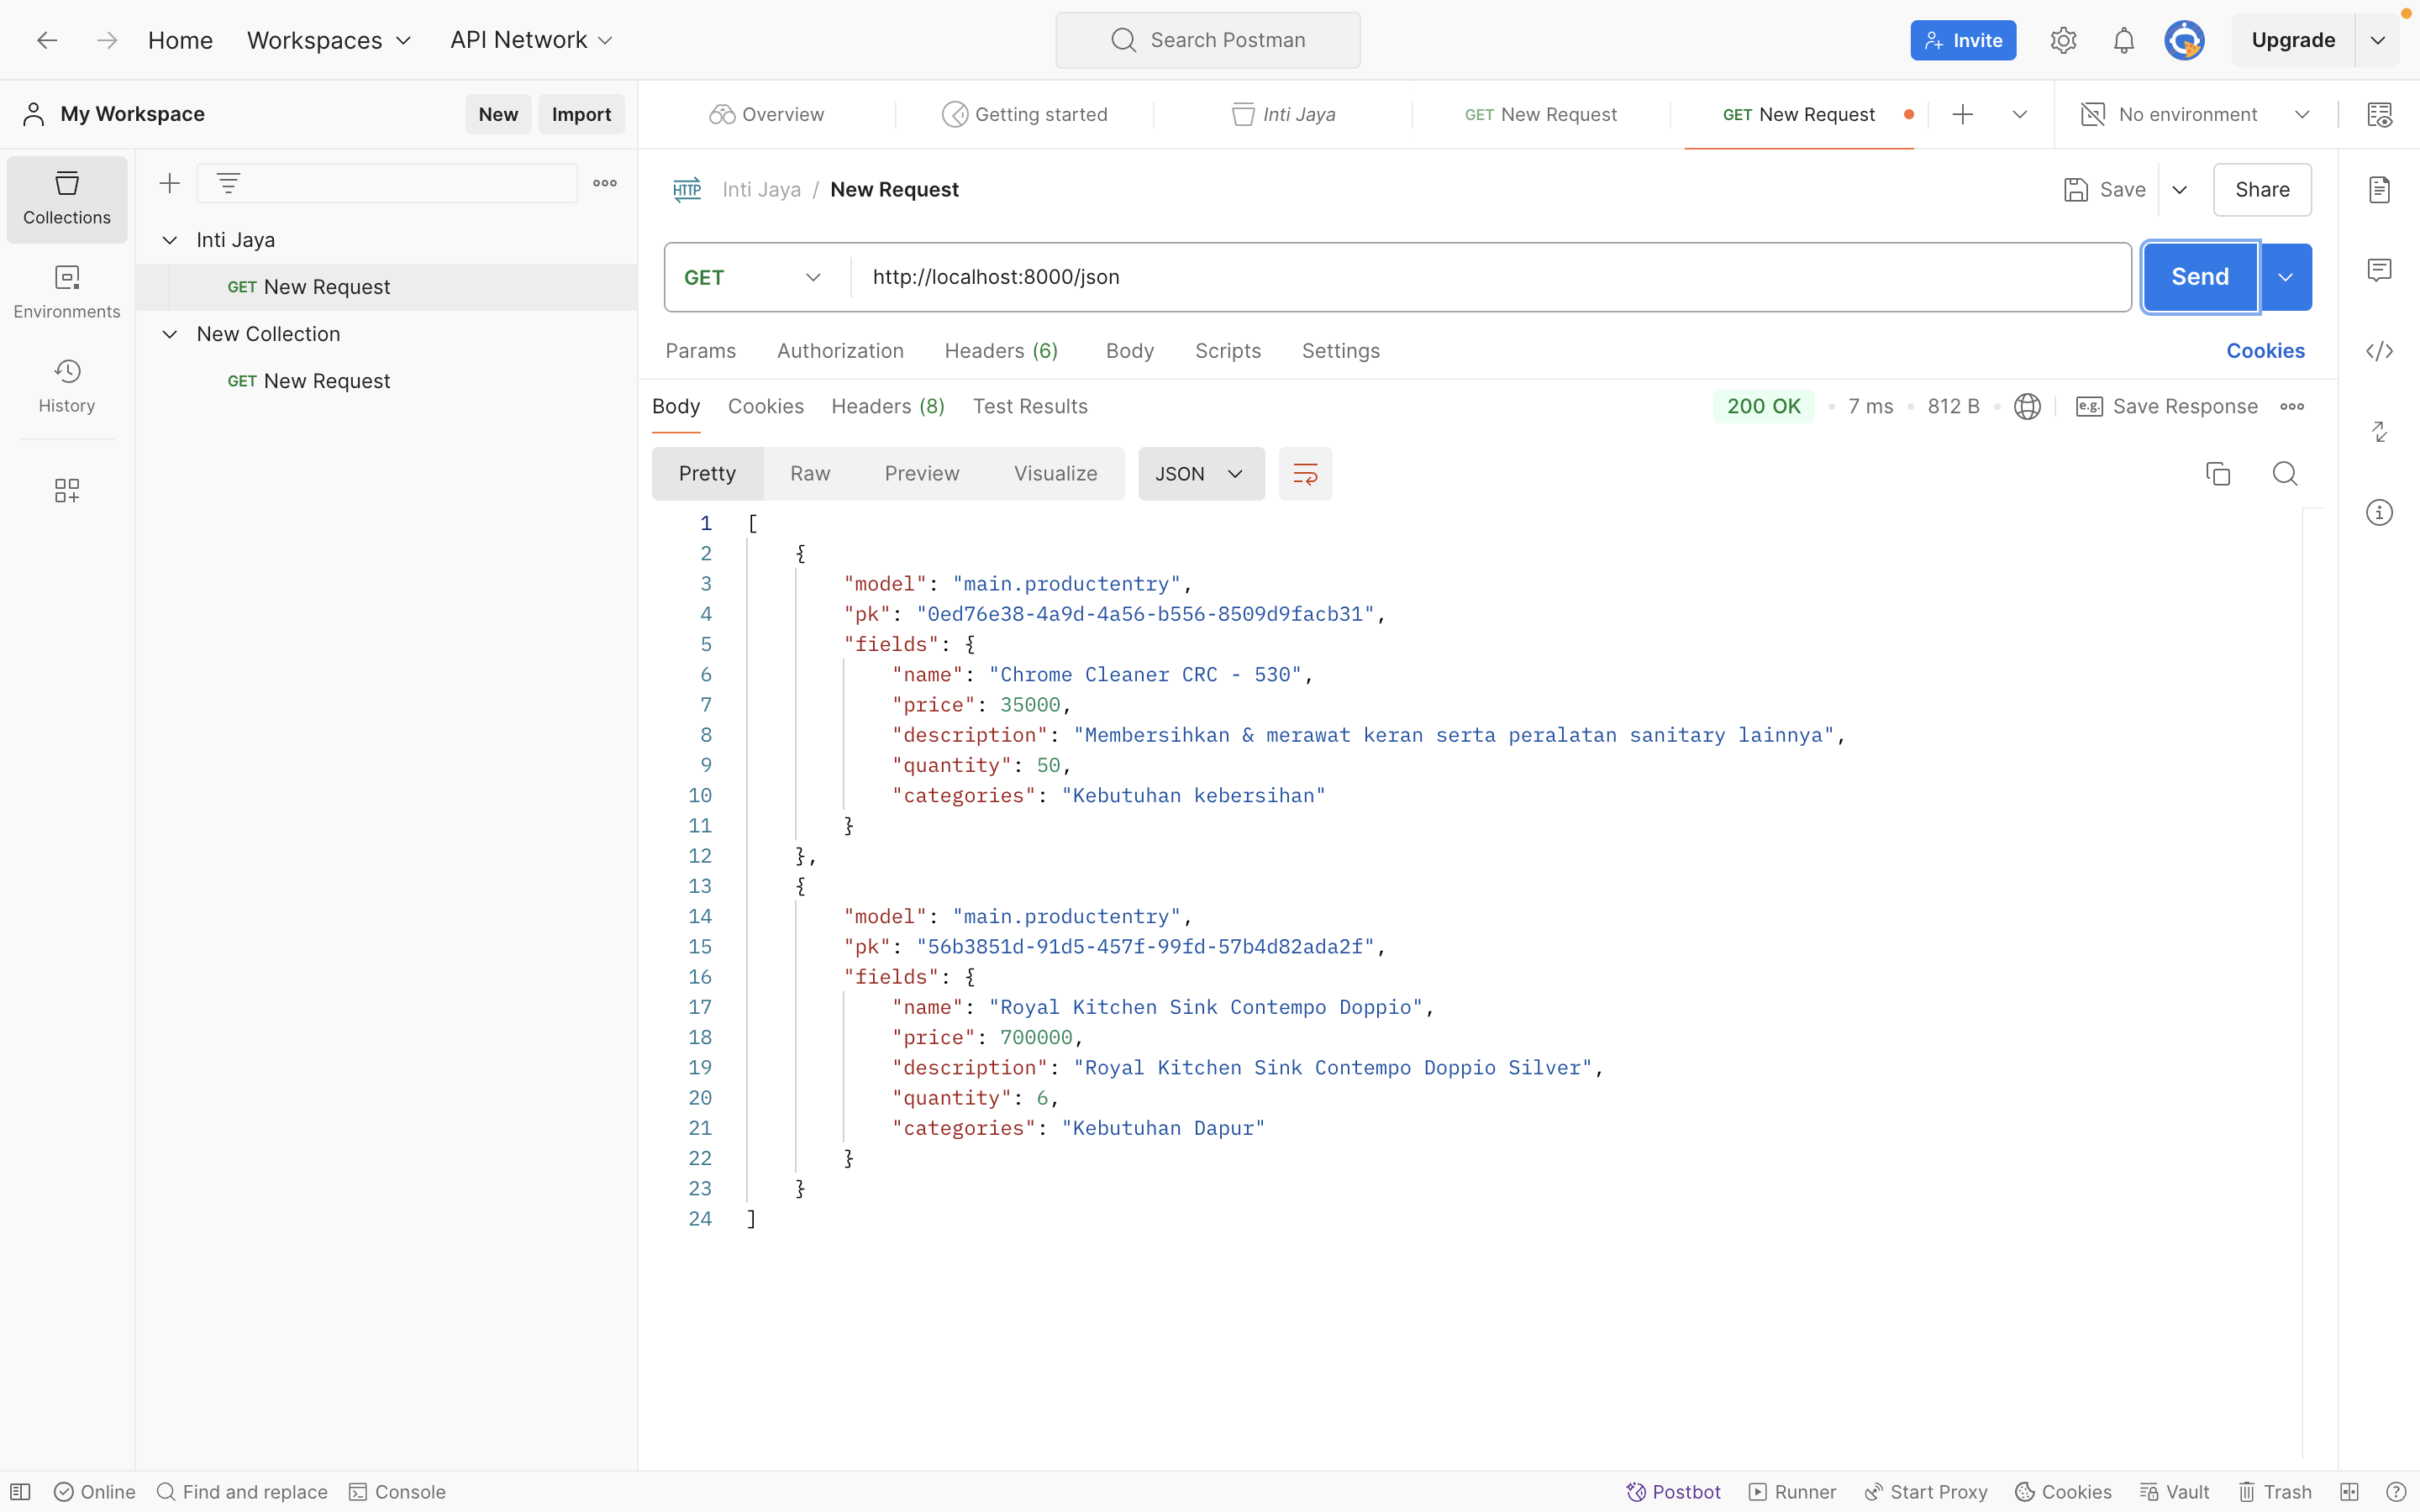 Home Workspaces API Network Search Postman Invite Upgrade
My Workspace New Import Overview Getting started Inti Jaya GET New Request GET New Request No environment
Collections
Environments
History
Inti Jaya
GET New Request
New Collection
GET New Request
HTTP Inti Jaya / New Request Save Share
GET http://localhost:8000/json Send
Params Authorization Headers (6) Body Scripts Settings Cookies
Body Cookies Headers (8) Test Results 200 OK 7 ms 812 B e.g. Save Response
Pretty Raw Preview Visualize JSON
1 [
2 {
3 "model": "main.productentry",
4 "pk": "0ed76e38-4a9d-4a56-b556-8509d9facb31",
5 "fields": {
6 "name": "Chrome Cleaner CRC - 530",
7 "price": 35000,
8 "description": "Membersihkan & merawat keran serta peralatan sanitary lainnya",
9 "quantity": 50,
10 "categories": "Kebutuhan kebersihan"
11 }
12 },
13 {
14 "model": "main.productentry",
15 "pk": "56b3851d-91d5-457f-99fd-57b4d82ada2f",
16 "fields": {
17 "name": "Royal Kitchen Sink Contempo Doppio",
18 "price": 700000,
19 "description": "Royal Kitchen Sink Contempo Doppio Silver",
20 "quantity": 6,
21 "categories": "Kebutuhan Dapur"
22 }
23 }
24 ]
Online Find and replace Console Postbot Runner Start Proxy Cookies Vault Trash